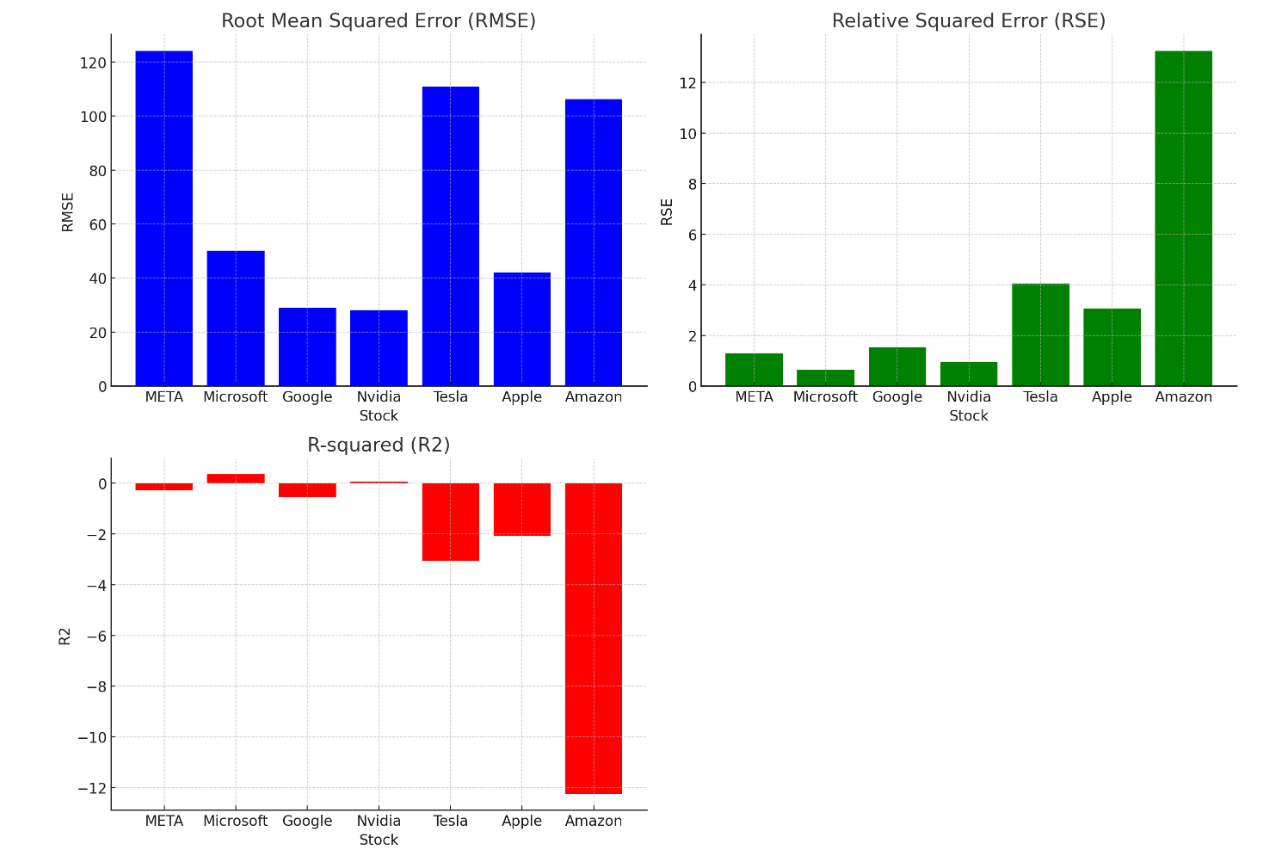 Root Mean Squared Error (RMSE)
RMSE
120
100
80
60
40
20
0
META Microsoft Google Nvidia Tesla Apple Amazon
Stock
Relative Squared Error (RSE)
RSE
12
10
8
6
4
2
0
META Microsoft Google Nvidia Tesla Apple Amazon
Stock
R-squared (R2)
R2
0
−2
−4
−6
−8
−10
−12
META Microsoft Google Nvidia Tesla Apple Amazon
Stock